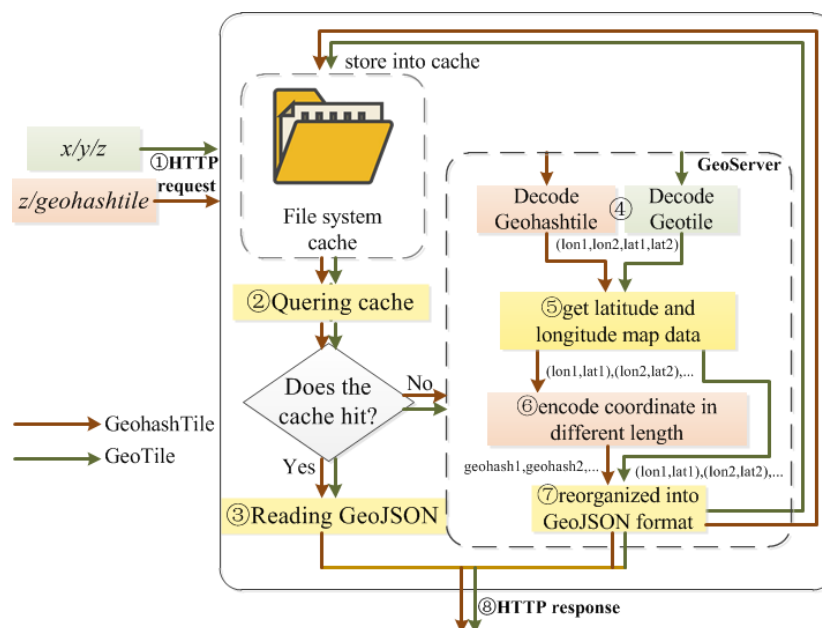 store into cache
x/y/z
①HTTP
request
z/geohashtile
File system
cache
②Quering cache
Does the
cache hit?
No
Yes
③Reading GeoJSON
GeohashTile
GeoTile
GeoServer
Decode
Geohashtile
④
Decode
Geotile
(lon1,lon2,lat1,lat2)
⑤get latitude and
longitude map data
(lon1,lat1),(lon2,lat2),...
⑥encode coordinate in
different length
geohash1,geohash2,...
(lon1,lat1),(lon2,lat2),...
⑦reorganized into
GeoJSON format
⑧HTTP response